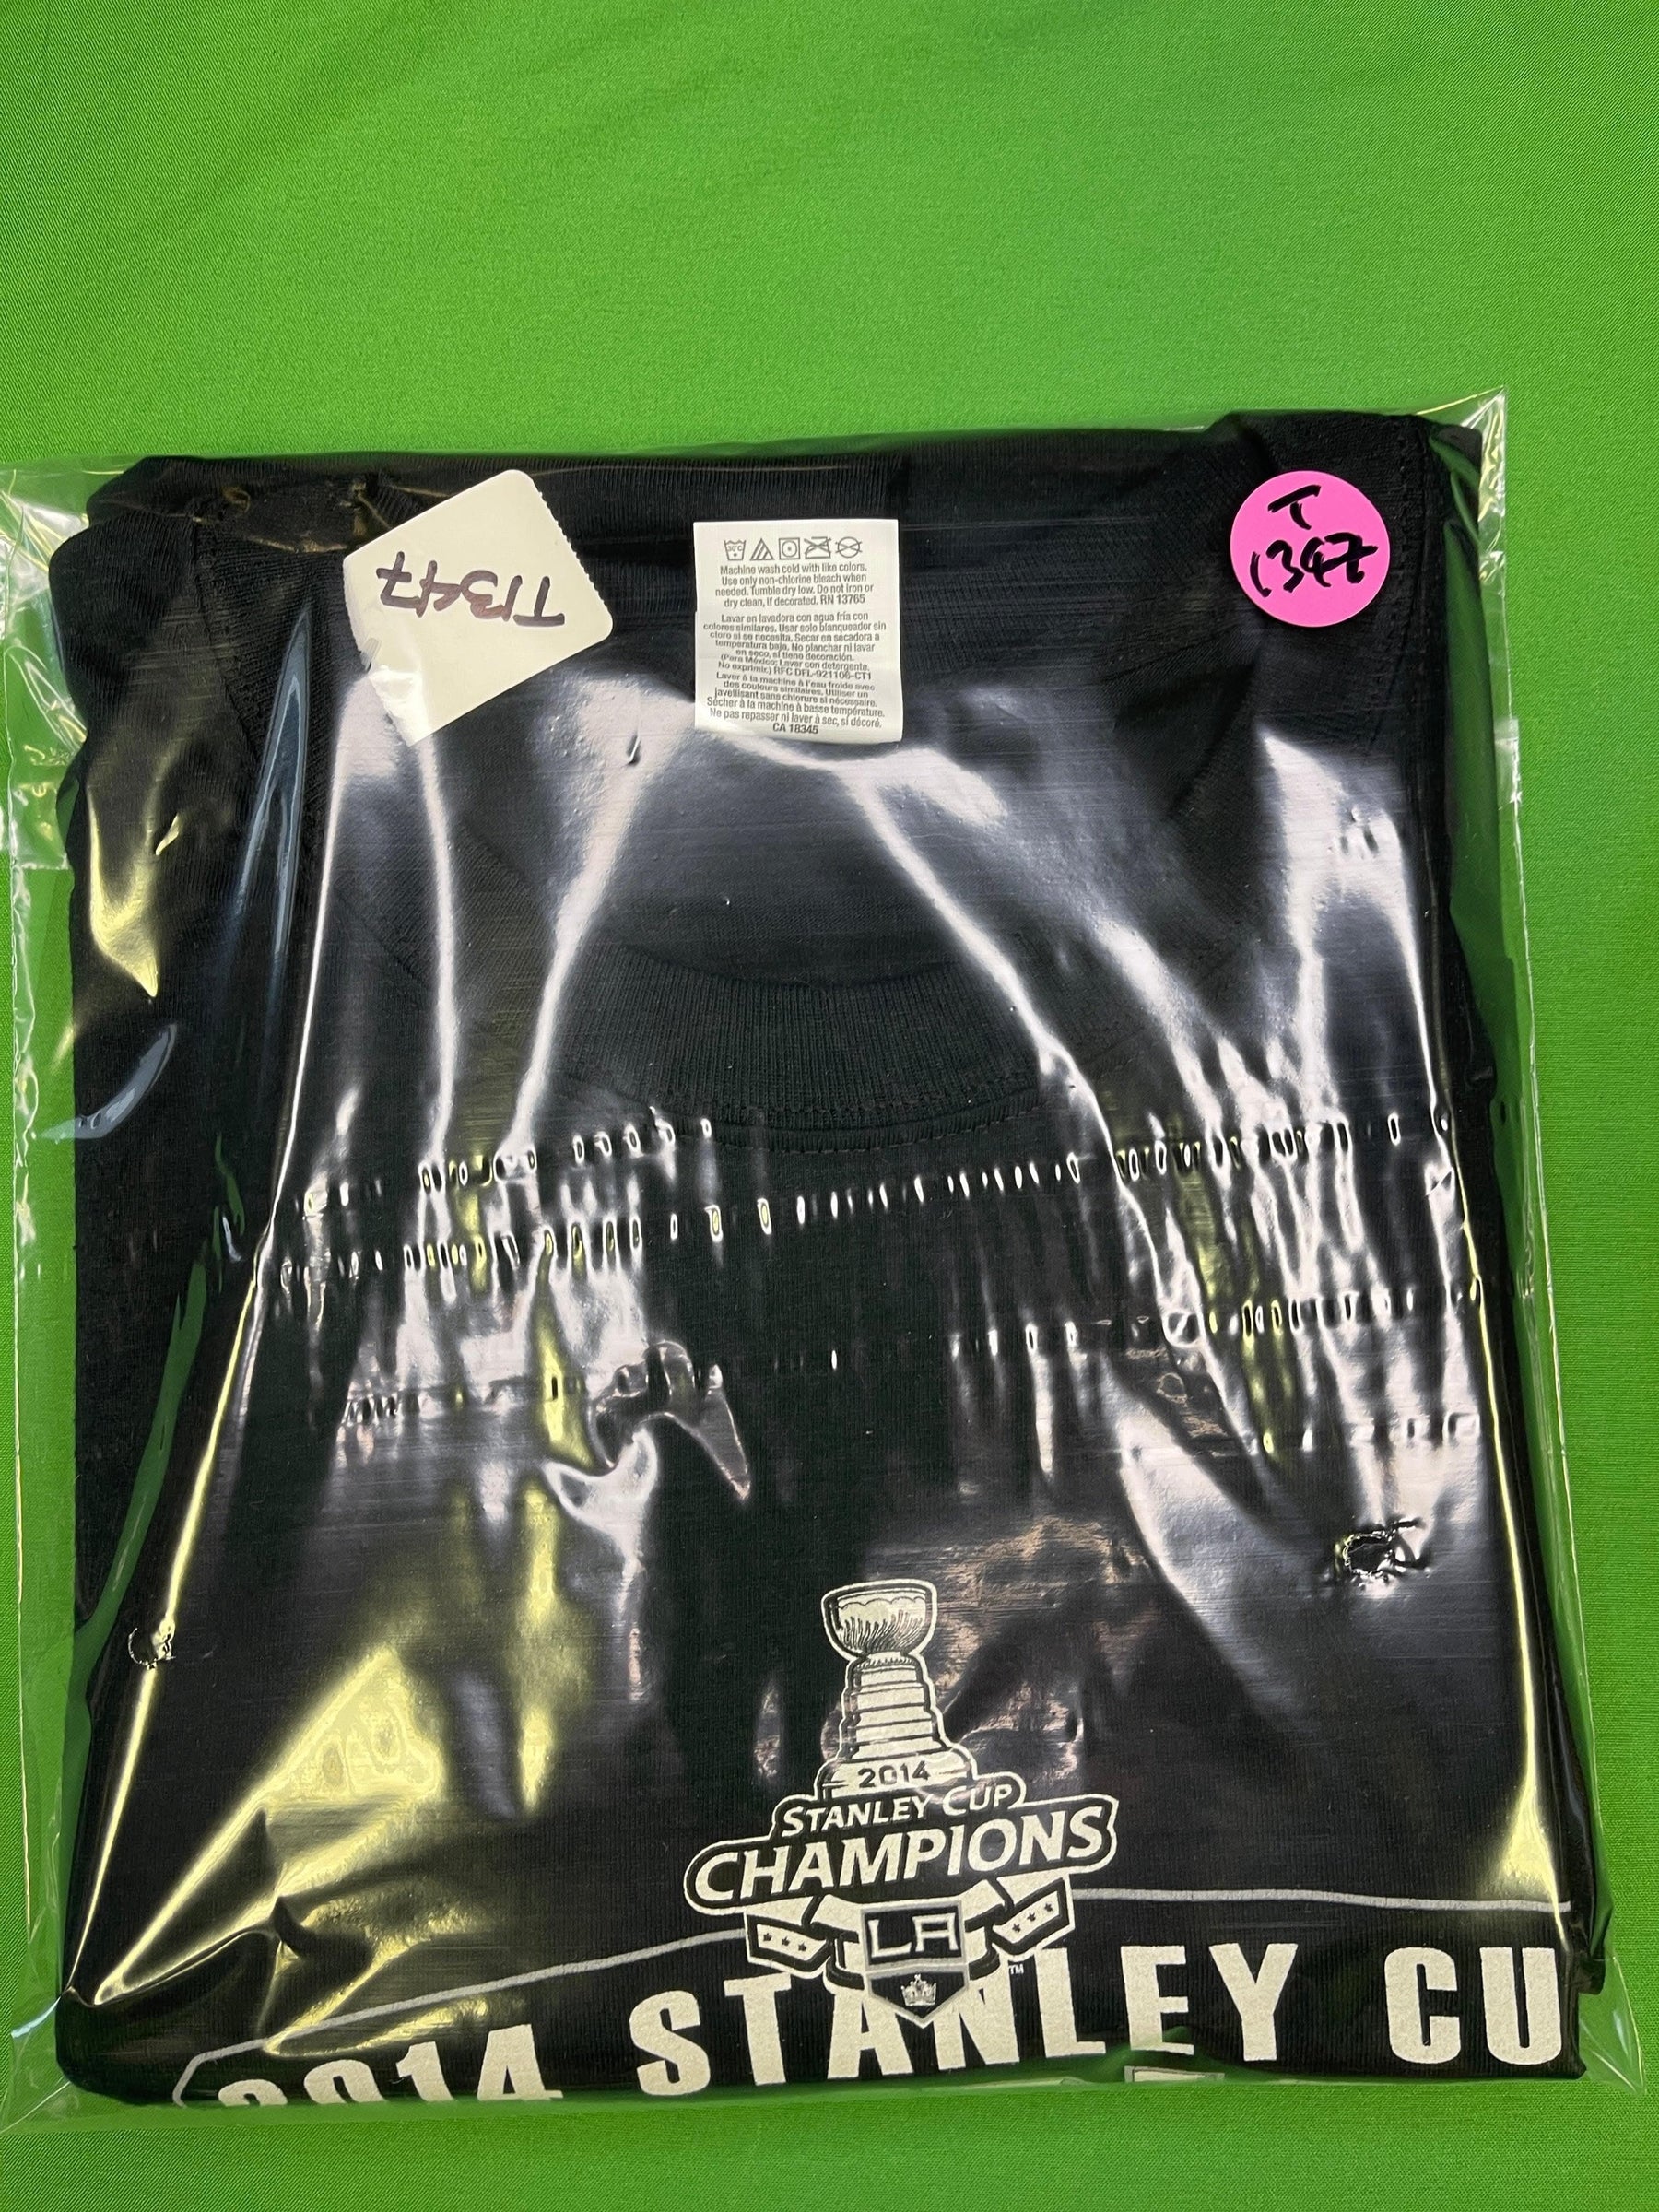 T1347
T
1347
Machine wash cold with like colors.
Use only non-chlorine bleach when
needed. Tumble dry low. Do not iron or
dry clean, if decorated. RN 13765
Lavar en lavadora con agua fría con
colores similares. Usar solo blanqueador sin
cloro si se necesita. Secar en secadora a
temperatura baja. No planchar ni lavar
en seco, si tiene decoración.
(Para México: Lavar con detergente.
No exprimir.) RFC DFL-921106-CT1
Laver à la machine à l'eau froide avec
des couleurs similaires. Utiliser un
javellisant sans chlorure si nécessaire.
Sécher à la machine à basse température.
Ne pas repasser ni laver à sec, si décoré.
CA 18345
2014
STANLEY CUP
CHAMPIONS
LA
™
2014 STANLEY CU